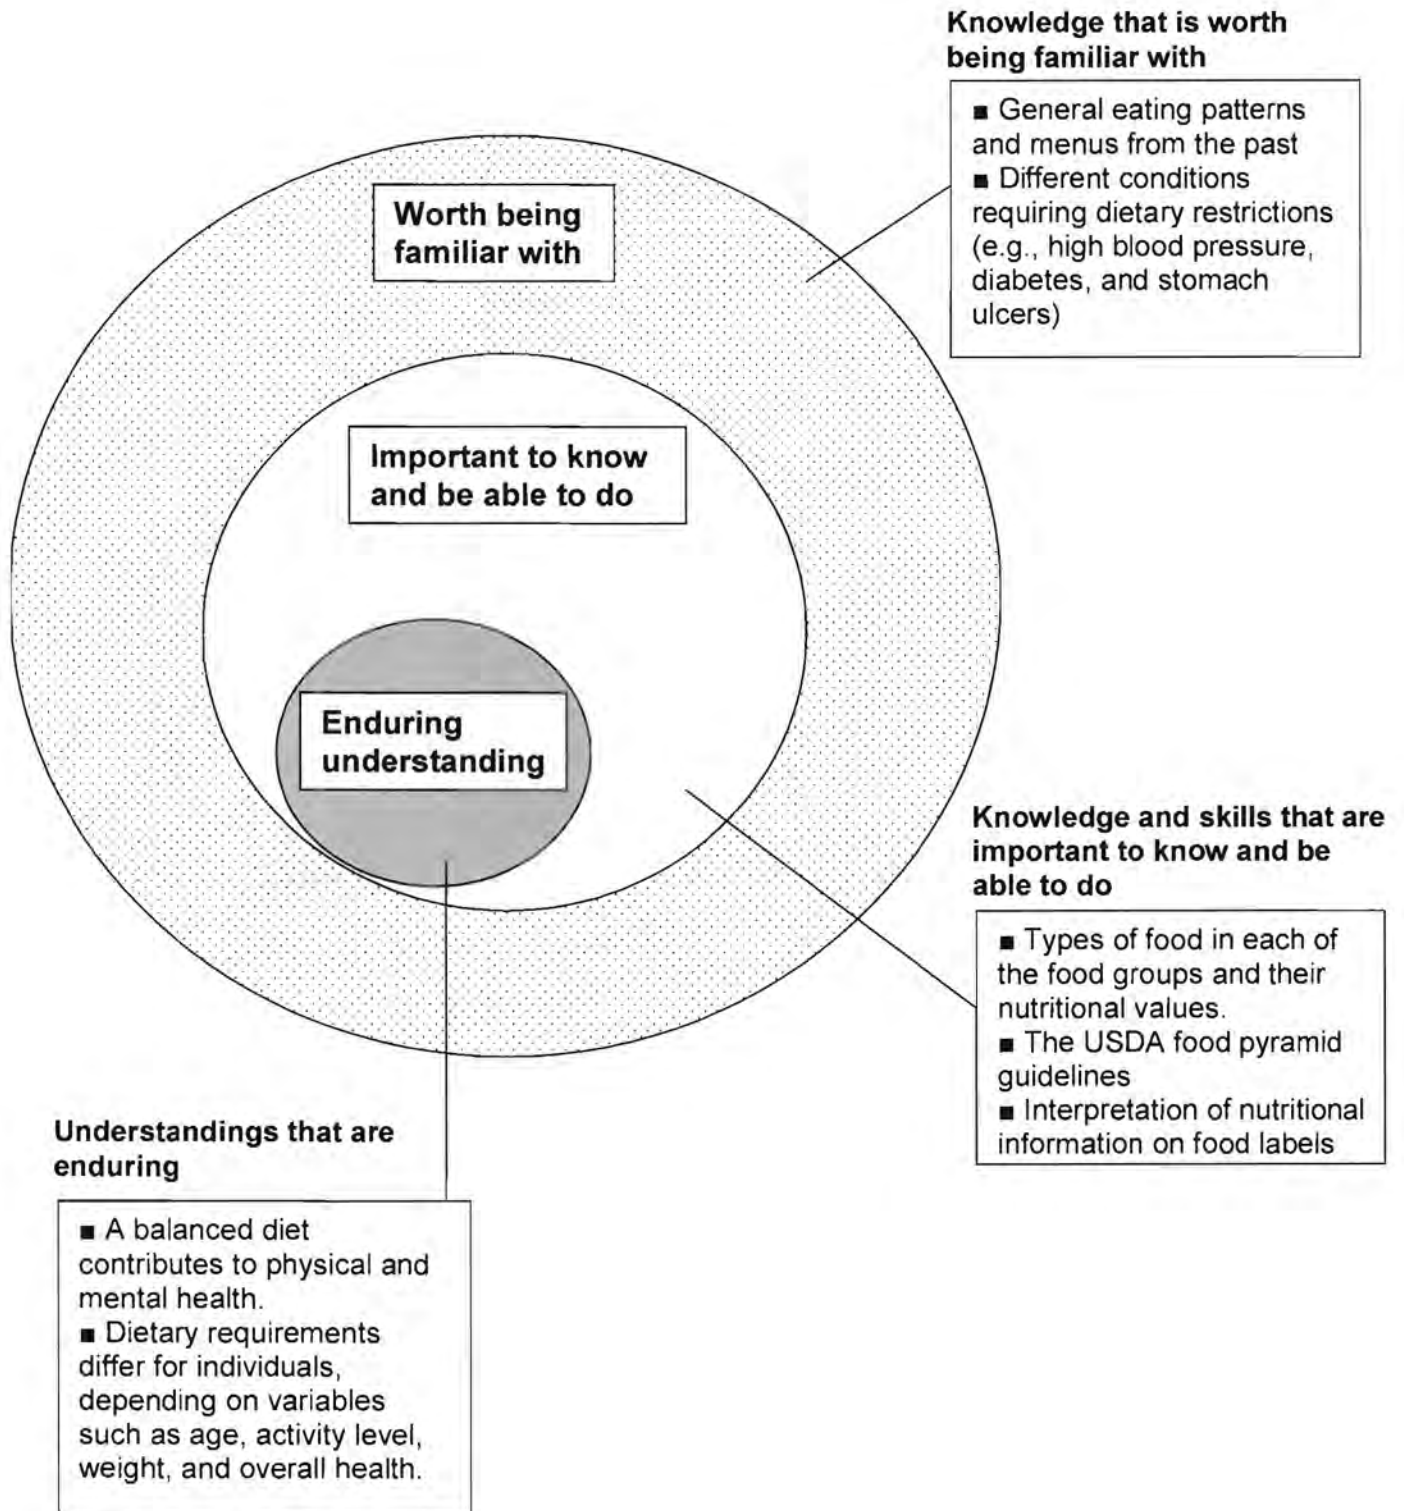 Knowledge that is worth
being familiar with
■ General eating patterns
and menus from the past
■ Different conditions
requiring dietary restrictions
(e.g., high blood pressure,
diabetes, and stomach
ulcers)
Worth being
familiar with
Important to know
and be able to do
Enduring
understanding
Knowledge and skills that are
important to know and be
able to do
■ Types of food in each of
the food groups and their
nutritional values.
■ The USDA food pyramid
guidelines
■ Interpretation of nutritional
information on food labels
Understandings that are
enduring
■ A balanced diet
contributes to physical and
mental health.
■ Dietary requirements
differ for individuals,
depending on variables
such as age, activity level,
weight, and overall health.